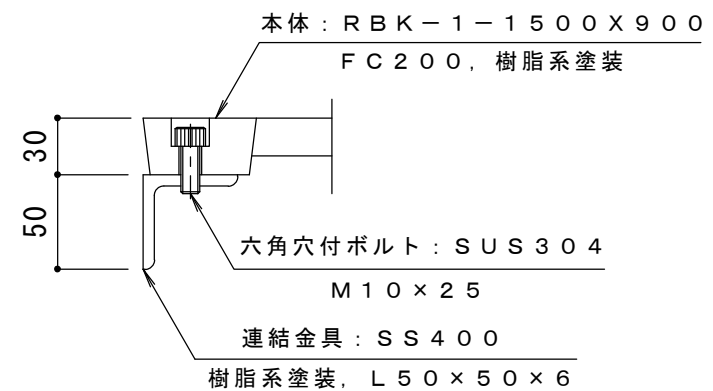 本体：ＲＢＫ－１－１５００Ｘ９００
ＦＣ２００，樹脂系塗装
30
50
六角穴付ボルト：ＳＵＳ３０４
Ｍ１０×２５
連結金具：ＳＳ４００
樹脂系塗装，Ｌ５０×５０×６